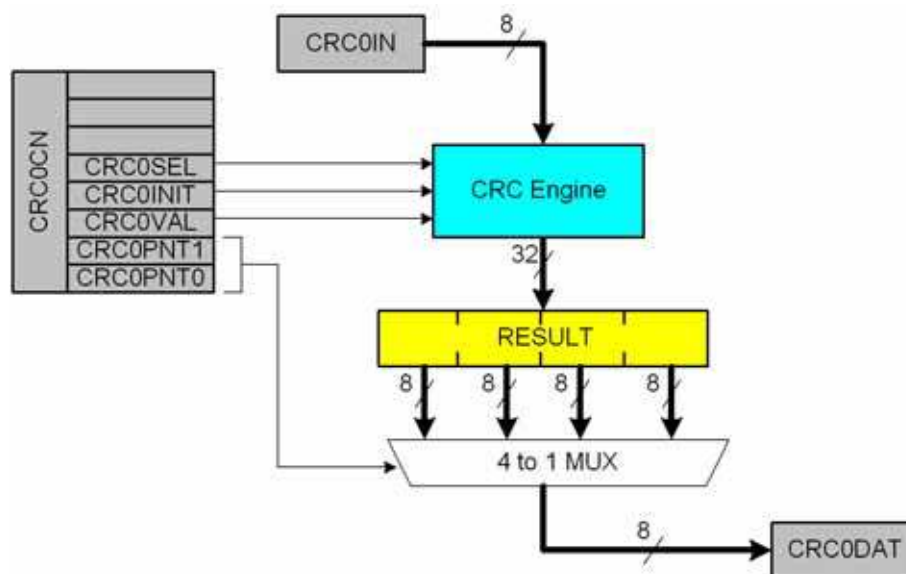 CRC0IN
8
CRC0CN
CRC0SEL
CRC0INIT
CRC0VAL
CRC0PNT1
CRC0PNT0
CRC Engine
32
RESULT
8
8
8
8
4 to 1 MUX
8
CRC0DAT